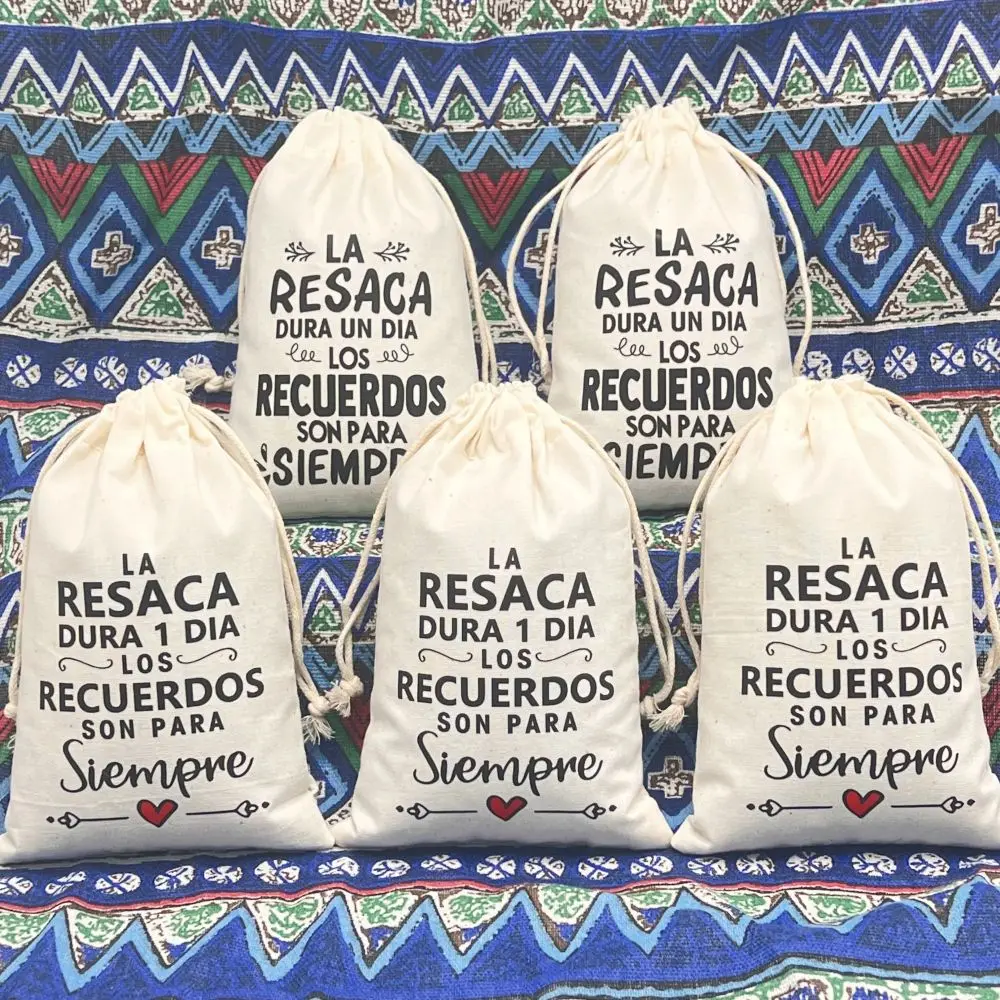 LA
RESACA
DURA UN DIA
LOS
RECUERDOS
SON PARA
LA
RESACA
DURA UN DIA
LOS
RECUERDOS
SON PARA
LA
RESACA
DURA 1 DIA
LOS
RECUERDOS
SON PARA
Siempre
LA
RESACA
DURA 1 DIA
LOS
RECUERDOS
SON PARA
Siempre
LA
RESACA
DURA 1 DIA
LOS
RECUERDOS
SON PARA
Siempre